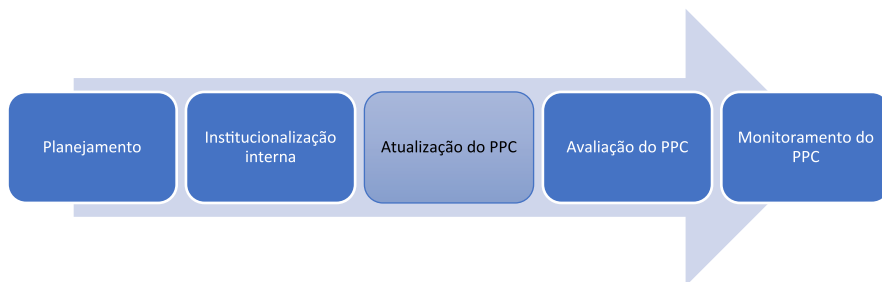 Planejamento
Institucionalização
interna
Atualização do PPC
Avaliação do PPC
Monitoramento do
PPC